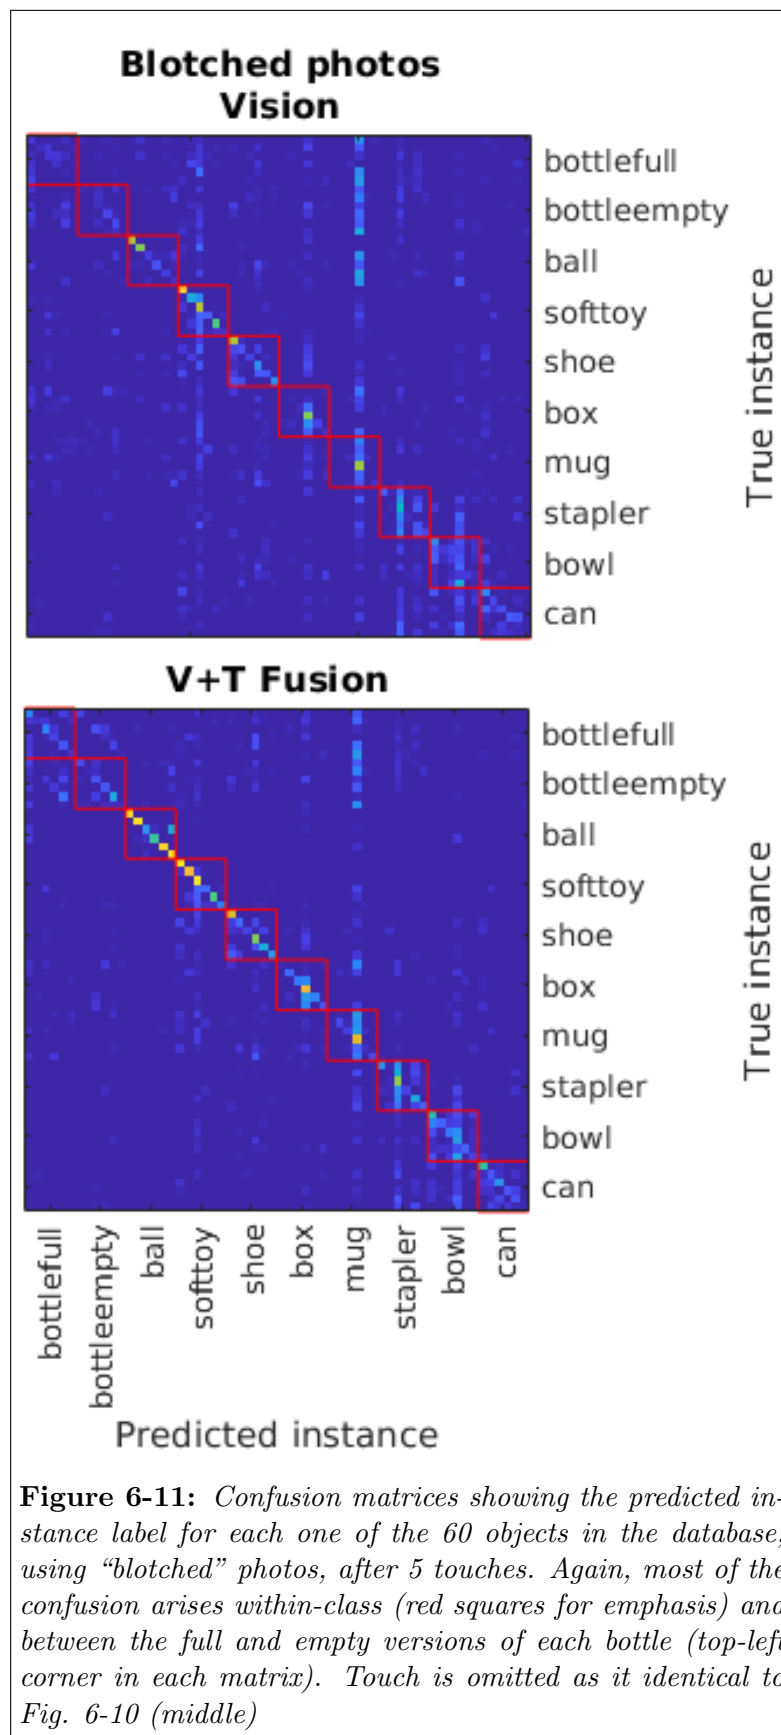 Blotched photos
Vision
bottlefull
bottleempty
ball
softtoy
shoe
box
mug
stapler
bowl
can
True instance
V+T Fusion
bottlefull
bottleempty
ball
softtoy
shoe
box
mug
stapler
bowl
can
True instance
bottlefull
bottleempty
ball
softtoy
shoe
box
mug
stapler
bowl
can
Predicted instance
Figure 6-11: Confusion matrices showing the predicted in-
stance label for each one of the 60 objects in the database,
using “blotched” photos, after 5 touches. Again, most of the
confusion arises within-class (red squares for emphasis) and
between the full and empty versions of each bottle (top-left
corner in each matrix). Touch is omitted as it identical to
Fig. 6-10 (middle)